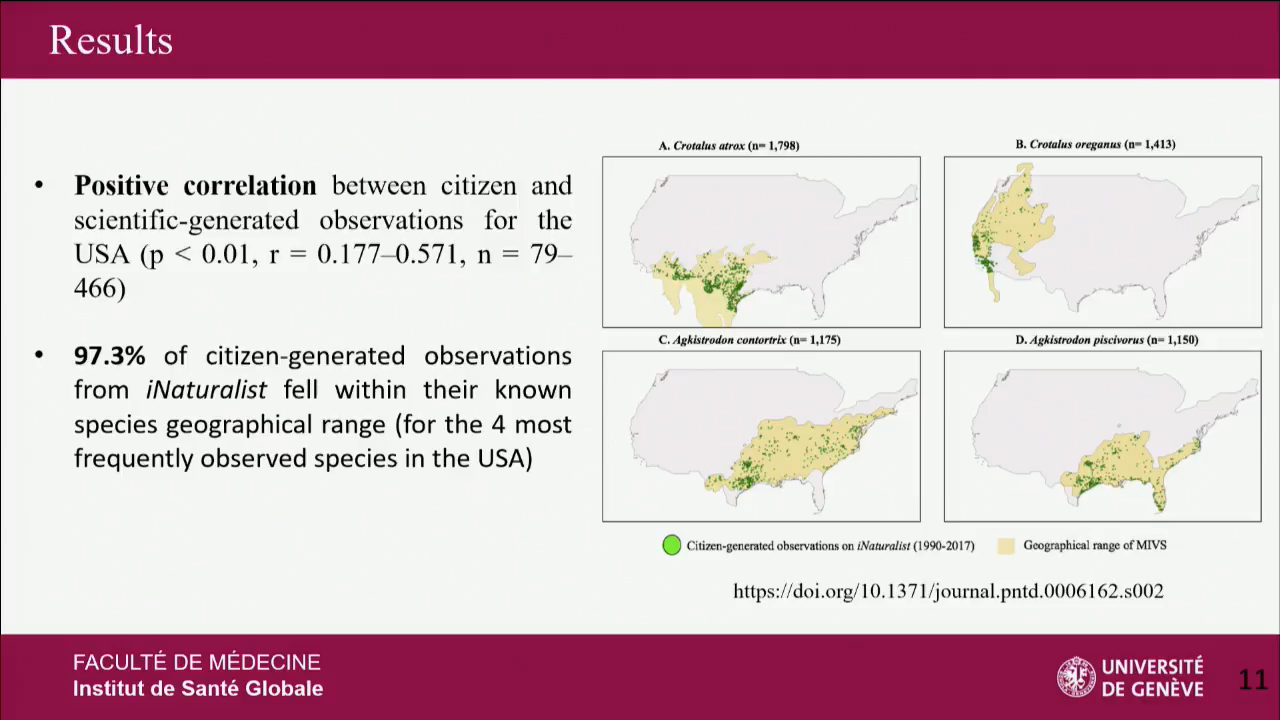 Results
• Positive correlation between citizen and
scientific-generated observations for the
USA (p < 0.01, r = 0.177–0.571, n = 79–
466)
• 97.3% of citizen-generated observations
from iNaturalist fell within their known
species geographical range (for the 4 most
frequently observed species in the USA)
A. Crotalus atrox (n= 1,798)
B. Crotalus oreganus (n= 1,413)
C. Agkistrodon contortrix (n= 1,175)
D. Agkistrodon piscivorus (n= 1,150)
Citizen-generated observations on iNaturalist (1990-2017)
Geographical range of MIVS
https://doi.org/10.1371/journal.pntd.0006162.s002
FACULTÉ DE MÉDECINE
Institut de Santé Globale
UNIVERSITÉ
DE GENÈVE
11